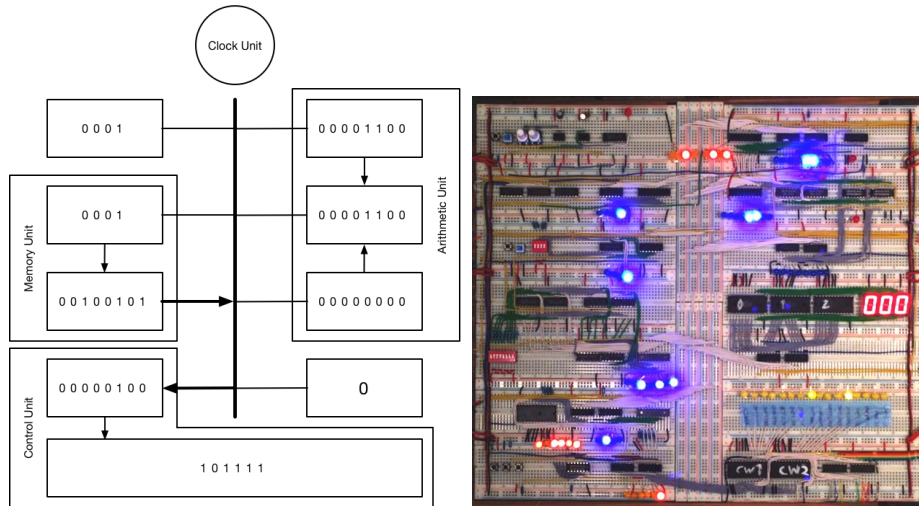 Clock Unit
0 0 0 1
0 0 0 0 1 1 0 0
0 0 0 1
0 0 0 0 1 1 0 0
Memory Unit
Arithmetic Unit
0 0 1 0 0 1 0 1
0 0 0 0 0 0 0 0
0 0 0 0 0 1 0 0
0
Control Unit
1 0 1 1 1 1
0 1 2
000
CW1 CW2